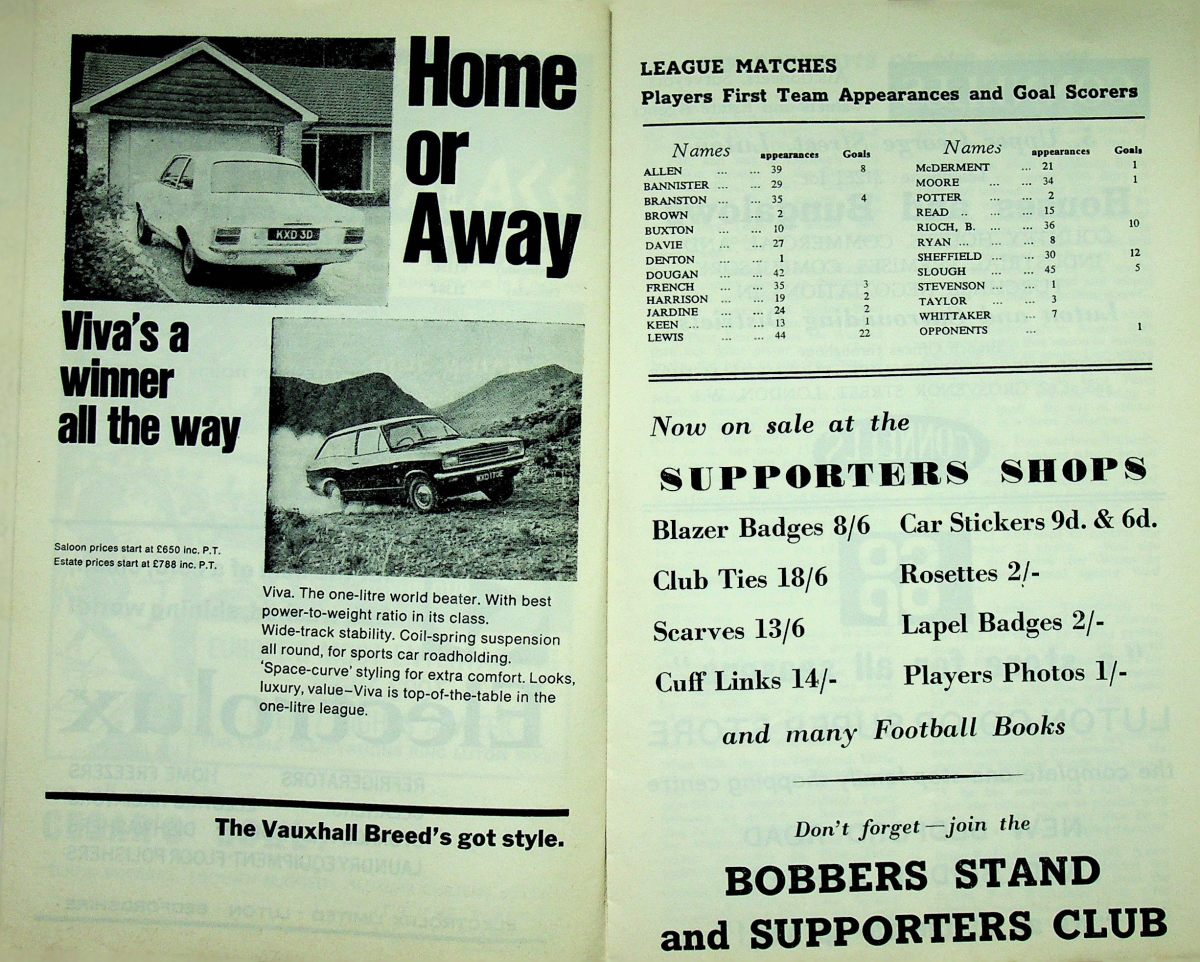 Home
or
Away
KXD 3D
Viva's a
winner
all the way
MXD 170E
Saloon prices start at £650 inc. P.T.
Estate prices start at £788 inc. P.T.
Viva. The one-litre world beater. With best
power-to-weight ratio in its class.
Wide-track stability. Coil-spring suspension
all round, for sports car roadholding.
'Space-curve' styling for extra comfort. Looks,
luxury, value–Viva is top-of-the-table in the
one-litre league.
The Vauxhall Breed's got style.
LEAGUE MATCHES
Players First Team Appearances and Goal Scorers
Names appearances Goals
ALLEN ... ... 39 8
BANNISTER ... ... 29
BRANSTON ... ... 35 4
BROWN ... ... 2
BUXTON ... ... 10
DAVIE ... ... 27
DENTON ... ... 1
DOUGAN ... ... 42
FRENCH ... ... 35 3
HARRISON ... ... 19 2
JARDINE ... ... 24 2
KEEN ... ... 13 1
LEWIS ... ... 44 22
Names appearances Goals
McDERMENT ... 21 1
MOORE ... ... 34 1
POTTER ... ... 2
READ ... ... 15
RIOCH, B. ... ... 36 10
RYAN ... ... 8
SHEFFIELD ... ... 30 12
SLOUGH ... ... 45 5
STEVENSON ... 1
TAYLOR ... ... 3
WHITTAKER ... 7
OPPONENTS ... 1
Now on sale at the
SUPPORTERS SHOPS
Blazer Badges 8/6 Car Stickers 9d. & 6d.
Club Ties 18/6 Rosettes 2/-
Scarves 13/6 Lapel Badges 2/-
Cuff Links 14/- Players Photos 1/-
and many Football Books
Don't forget—join the
BOBBERS STAND
and SUPPORTERS CLUB